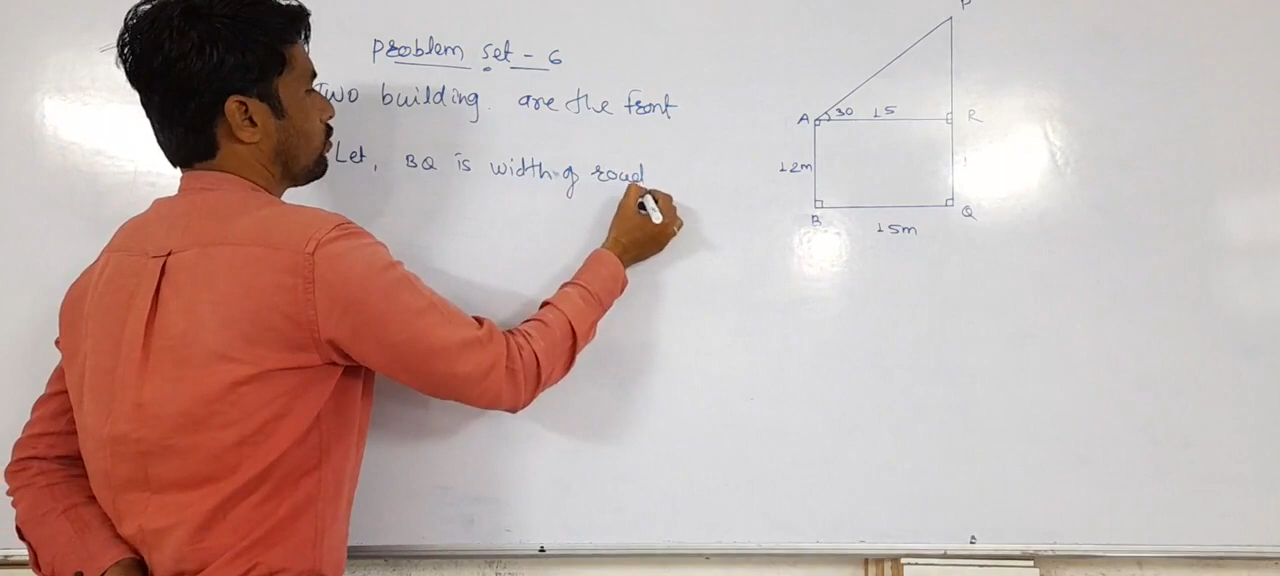 Problem set - 6
Two building. are the front
Let, BQ is width of road
P
A 30 15 R
12m
B Q
15m